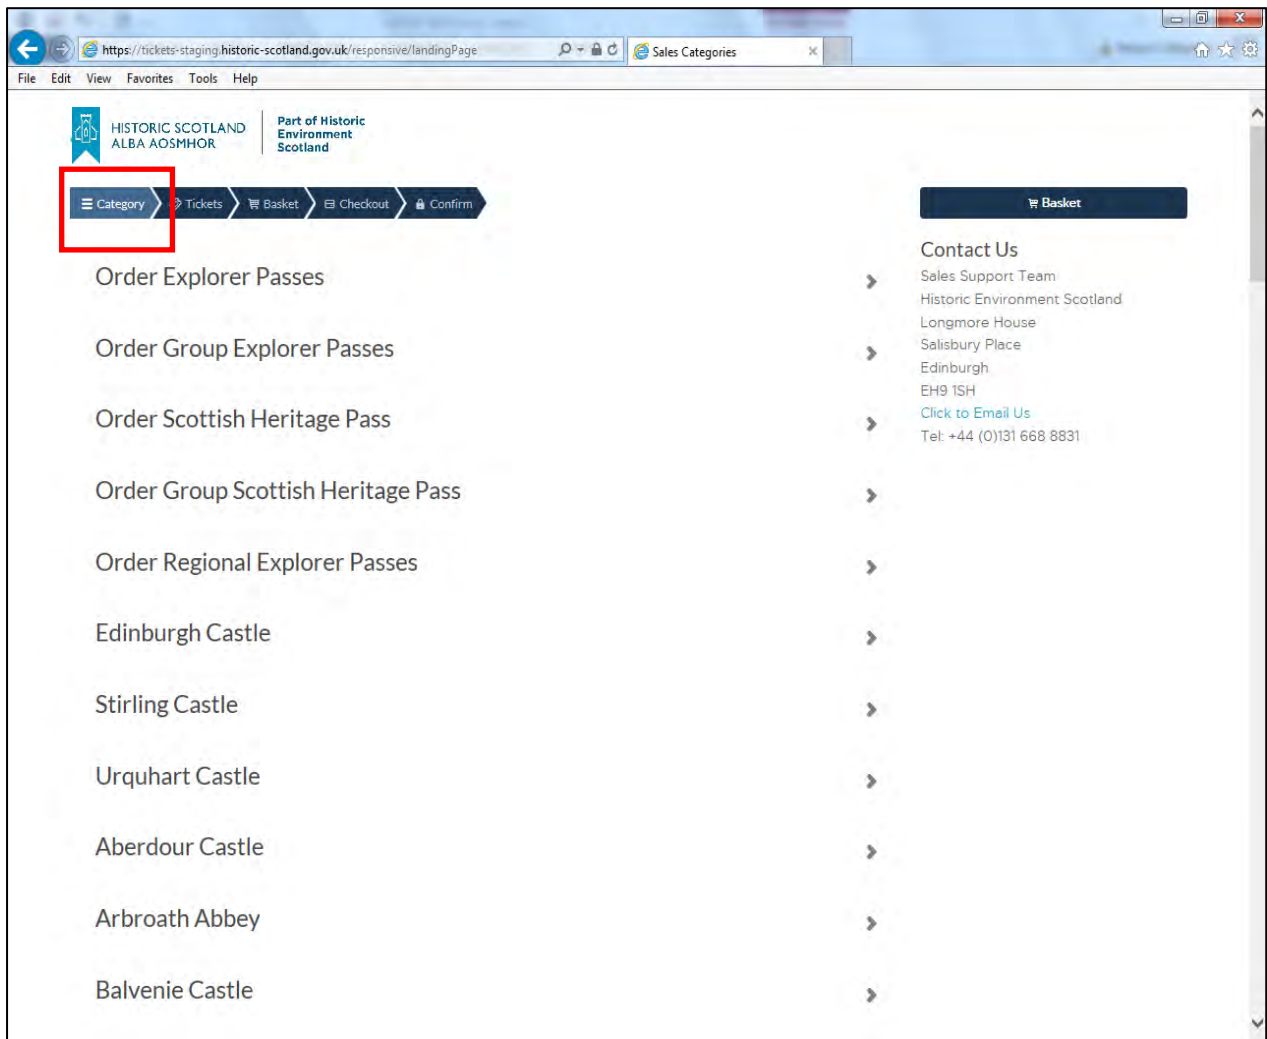 https://tickets-staging.historic-scotland.gov.uk/responsive/landingPage
Sales Categories
File Edit View Favorites Tools Help
HISTORIC SCOTLAND
ALBA AOSMHOR
Part of Historic
Environment
Scotland
Category Tickets Basket Checkout Confirm
Basket
Order Explorer Passes
Order Group Explorer Passes
Order Scottish Heritage Pass
Order Group Scottish Heritage Pass
Order Regional Explorer Passes
Edinburgh Castle
Stirling Castle
Urquhart Castle
Aberdour Castle
Arbroath Abbey
Balvenie Castle
Contact Us
Sales Support Team
Historic Environment Scotland
Longmore House
Salisbury Place
Edinburgh
EH9 1SH
Click to Email Us
Tel: +44 (0)131 668 8831